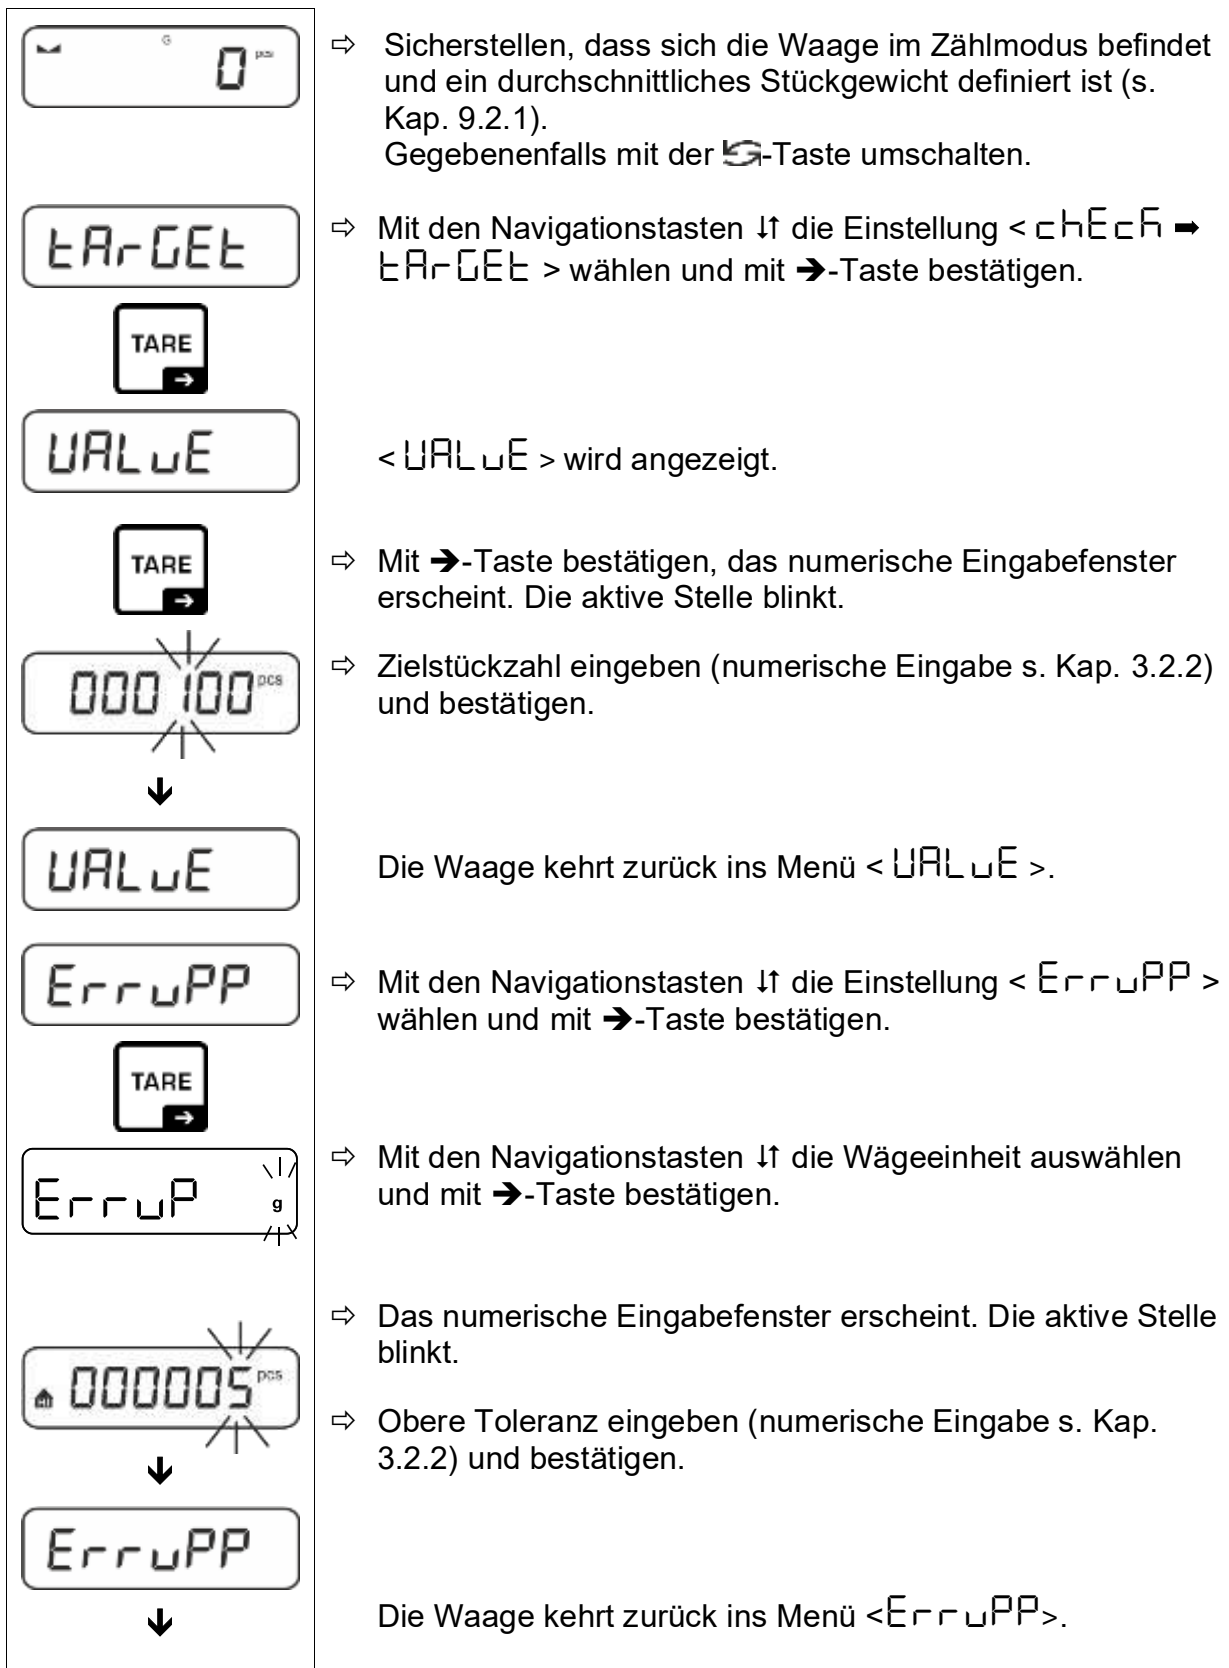 G 0 pcs
⇨ Sicherstellen, dass sich die Waage im Zählmodus befindet
und ein durchschnittliches Stückgewicht definiert ist (s.
Kap. 9.2.1).
Gegebenenfalls mit der -Taste umschalten.
tArGEt
⇨ Mit den Navigationstasten ↓↑ die Einstellung < chEck ➡
tArGEt > wählen und mit ➔-Taste bestätigen.
TARE
➔
VALuE
< VALuE > wird angezeigt.
TARE
➔
⇨ Mit ➔-Taste bestätigen, das numerische Eingabefenster
erscheint. Die aktive Stelle blinkt.
000100 pcs
⇨ Zielstückzahl eingeben (numerische Eingabe s. Kap. 3.2.2)
und bestätigen.
🡻
VALuE
Die Waage kehrt zurück ins Menü < VALuE >.
ErruPP
⇨ Mit den Navigationstasten ↓↑ die Einstellung < ErruPP >
wählen und mit ➔-Taste bestätigen.
TARE
➔
ErruP g
⇨ Mit den Navigationstasten ↓↑ die Wägeeinheit auswählen
und mit ➔-Taste bestätigen.
⇨ Das numerische Eingabefenster erscheint. Die aktive Stelle
blinkt.
000005 pcs
⇨ Obere Toleranz eingeben (numerische Eingabe s. Kap.
3.2.2) und bestätigen.
🡻
ErruPP
Die Waage kehrt zurück ins Menü <ErruPP>.
🡻